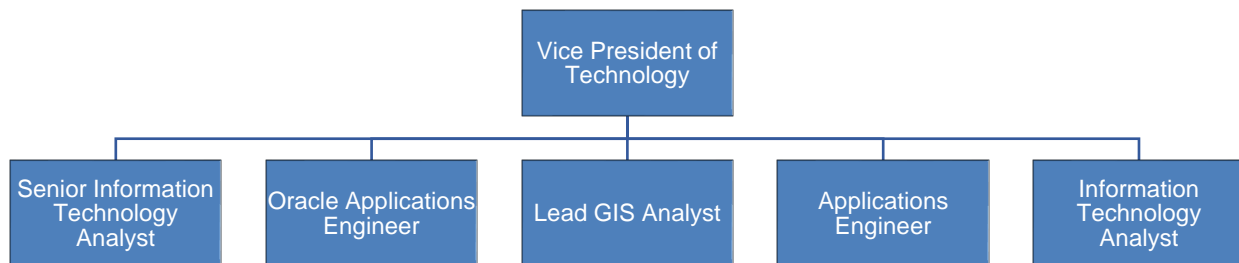 Vice President of
Technology
Senior Information
Technology
Analyst
Oracle Applications
Engineer
Lead GIS Analyst
Applications
Engineer
Information
Technology
Analyst